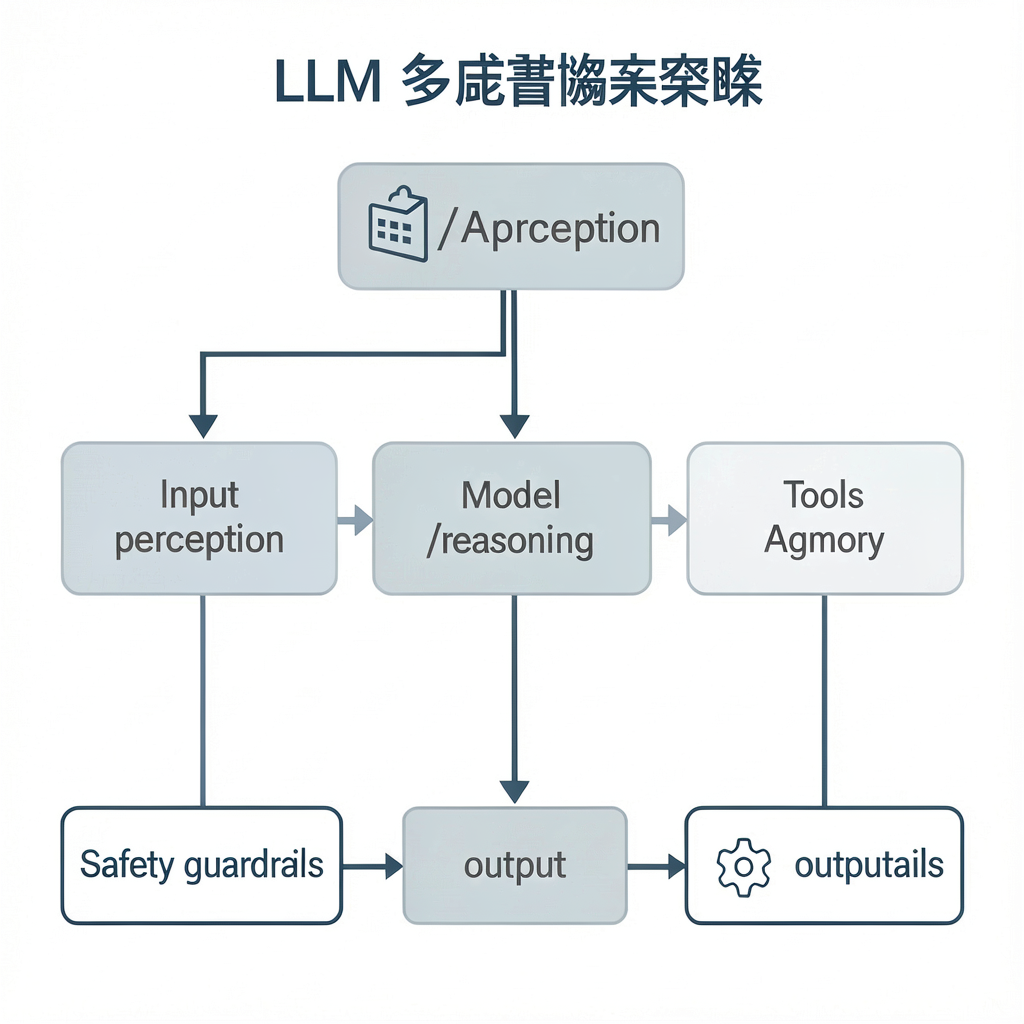 LLM 多
/Aprception
Input
perception
Model
/reasoning
Tools
Agmory
Safety guardrails
output
outputails